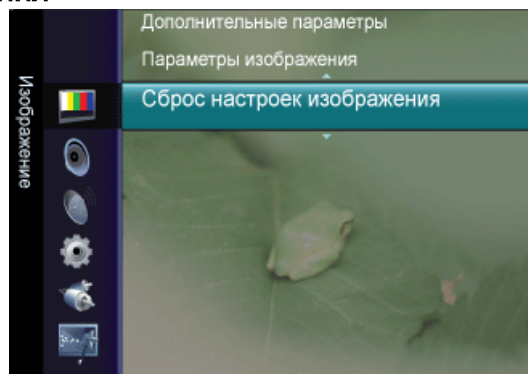 Дополнительные параметры
Параметры изображения
Сброс настроек изображения
Изображение